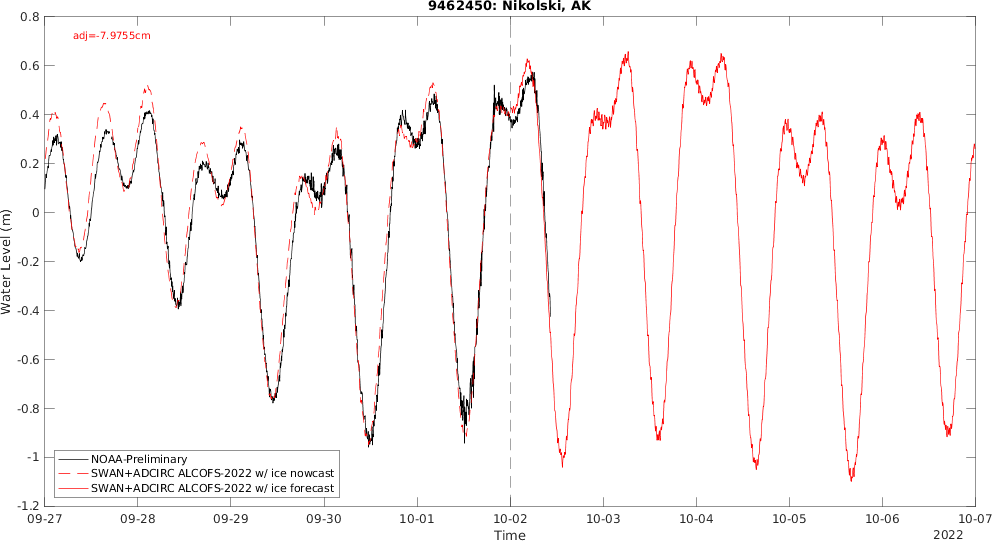 9462450: Nikolski, AK
adj=-7.9755cm
Water Level (m)
0.8
0.6
0.4
0.2
0
-0.2
-0.4
-0.6
-0.8
-1
-1.2
NOAA-Preliminary
SWAN+ADCIRC ALCOFS-2022 w/ ice nowcast
SWAN+ADCIRC ALCOFS-2022 w/ ice forecast
09-27 09-28 09-29 09-30 10-01 10-02 10-03 10-04 10-05 10-06 10-07
Time
2022